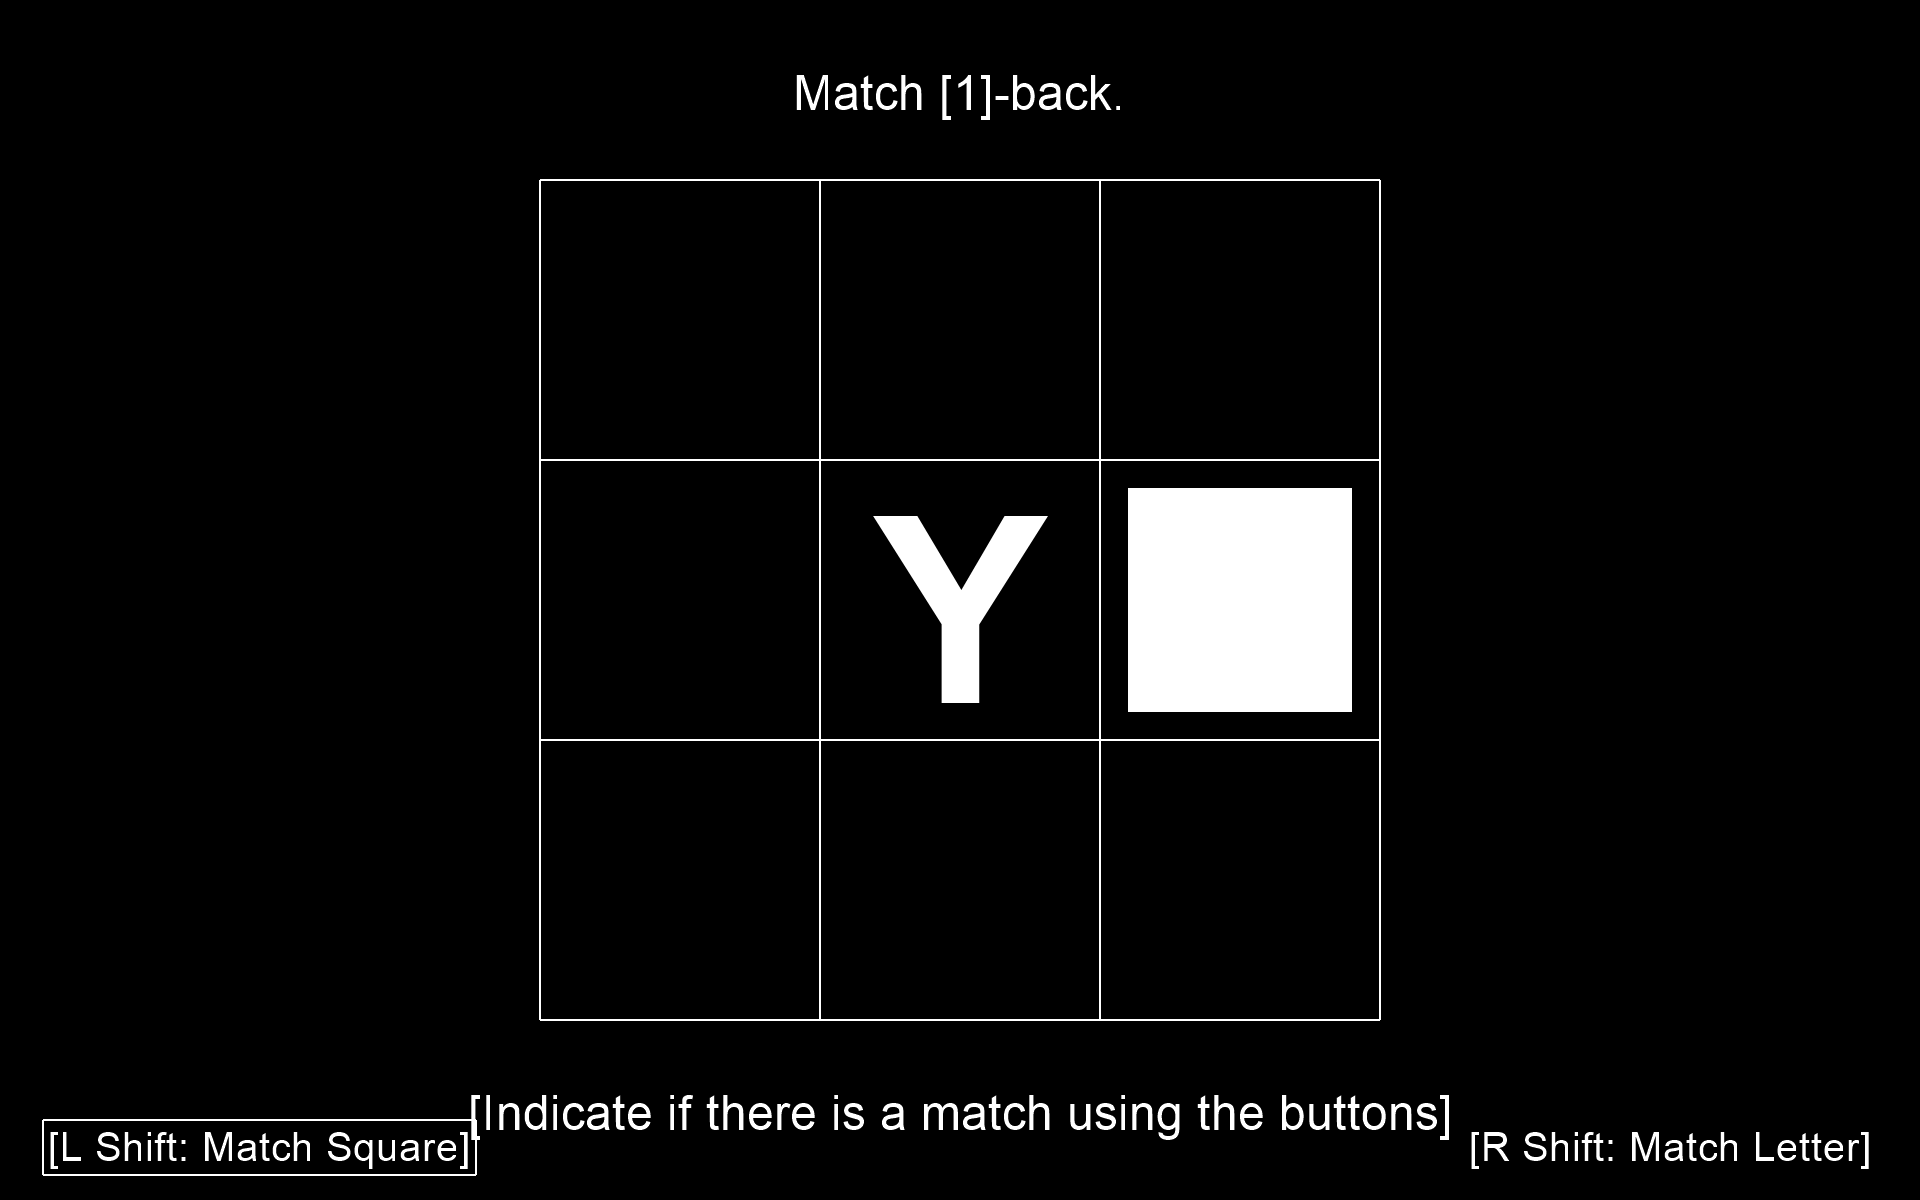 Match [1]-back.
Y
[Indicate if there is a match using the buttons]
[L Shift: Match Square]
[R Shift: Match Letter]